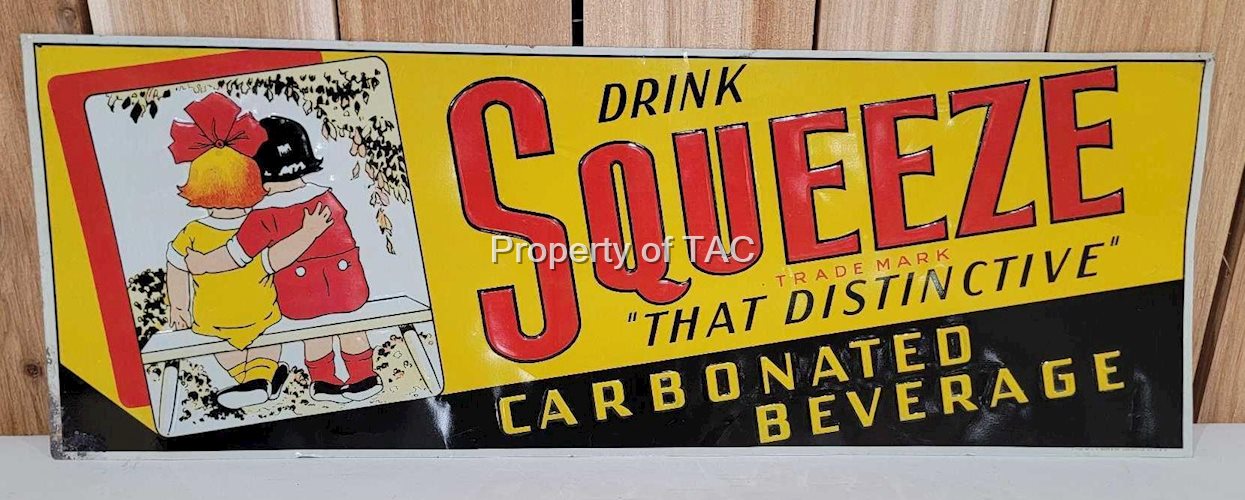 DRINK
SQUEEZE
TRADE MARK
"THAT DISTINCTIVE"
CARBONATED
BEVERAGE
Property of TAC